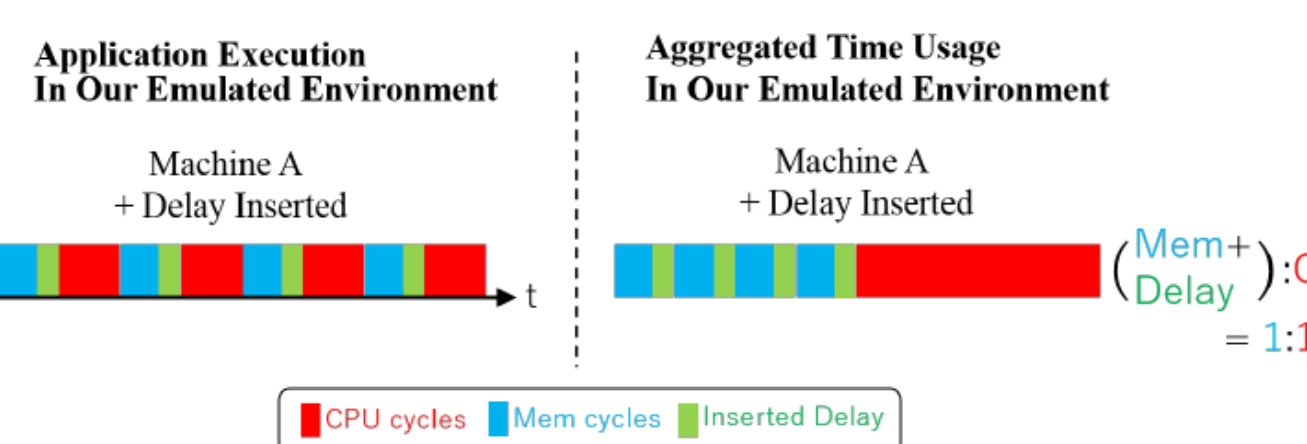 Application Execution
In Our Emulated Environment
Machine A
+ Delay Inserted
t
Aggregated Time Usage
In Our Emulated Environment
Machine A
+ Delay Inserted
(Mem+
Delay):
= 1:1
CPU cycles Mem cycles Inserted Delay